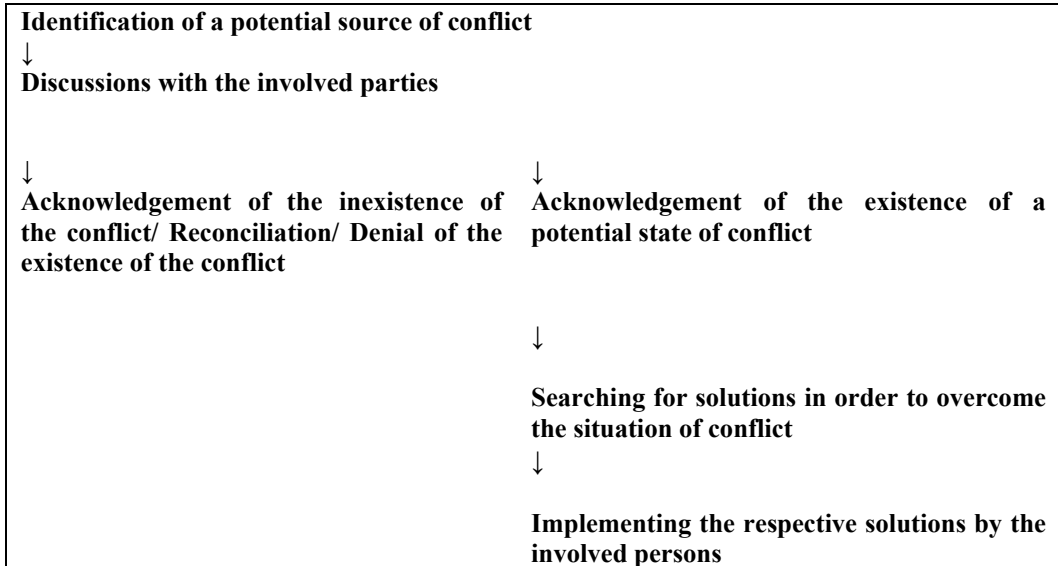 Identification of a potential source of conflict
↓
Discussions with the involved parties
↓
Acknowledgement of the inexistence of
the conflict/ Reconciliation/ Denial of the
existence of the conflict
↓
Acknowledgement of the existence of a
potential state of conflict
↓
Searching for solutions in order to overcome
the situation of conflict
↓
Implementing the respective solutions by the
involved persons